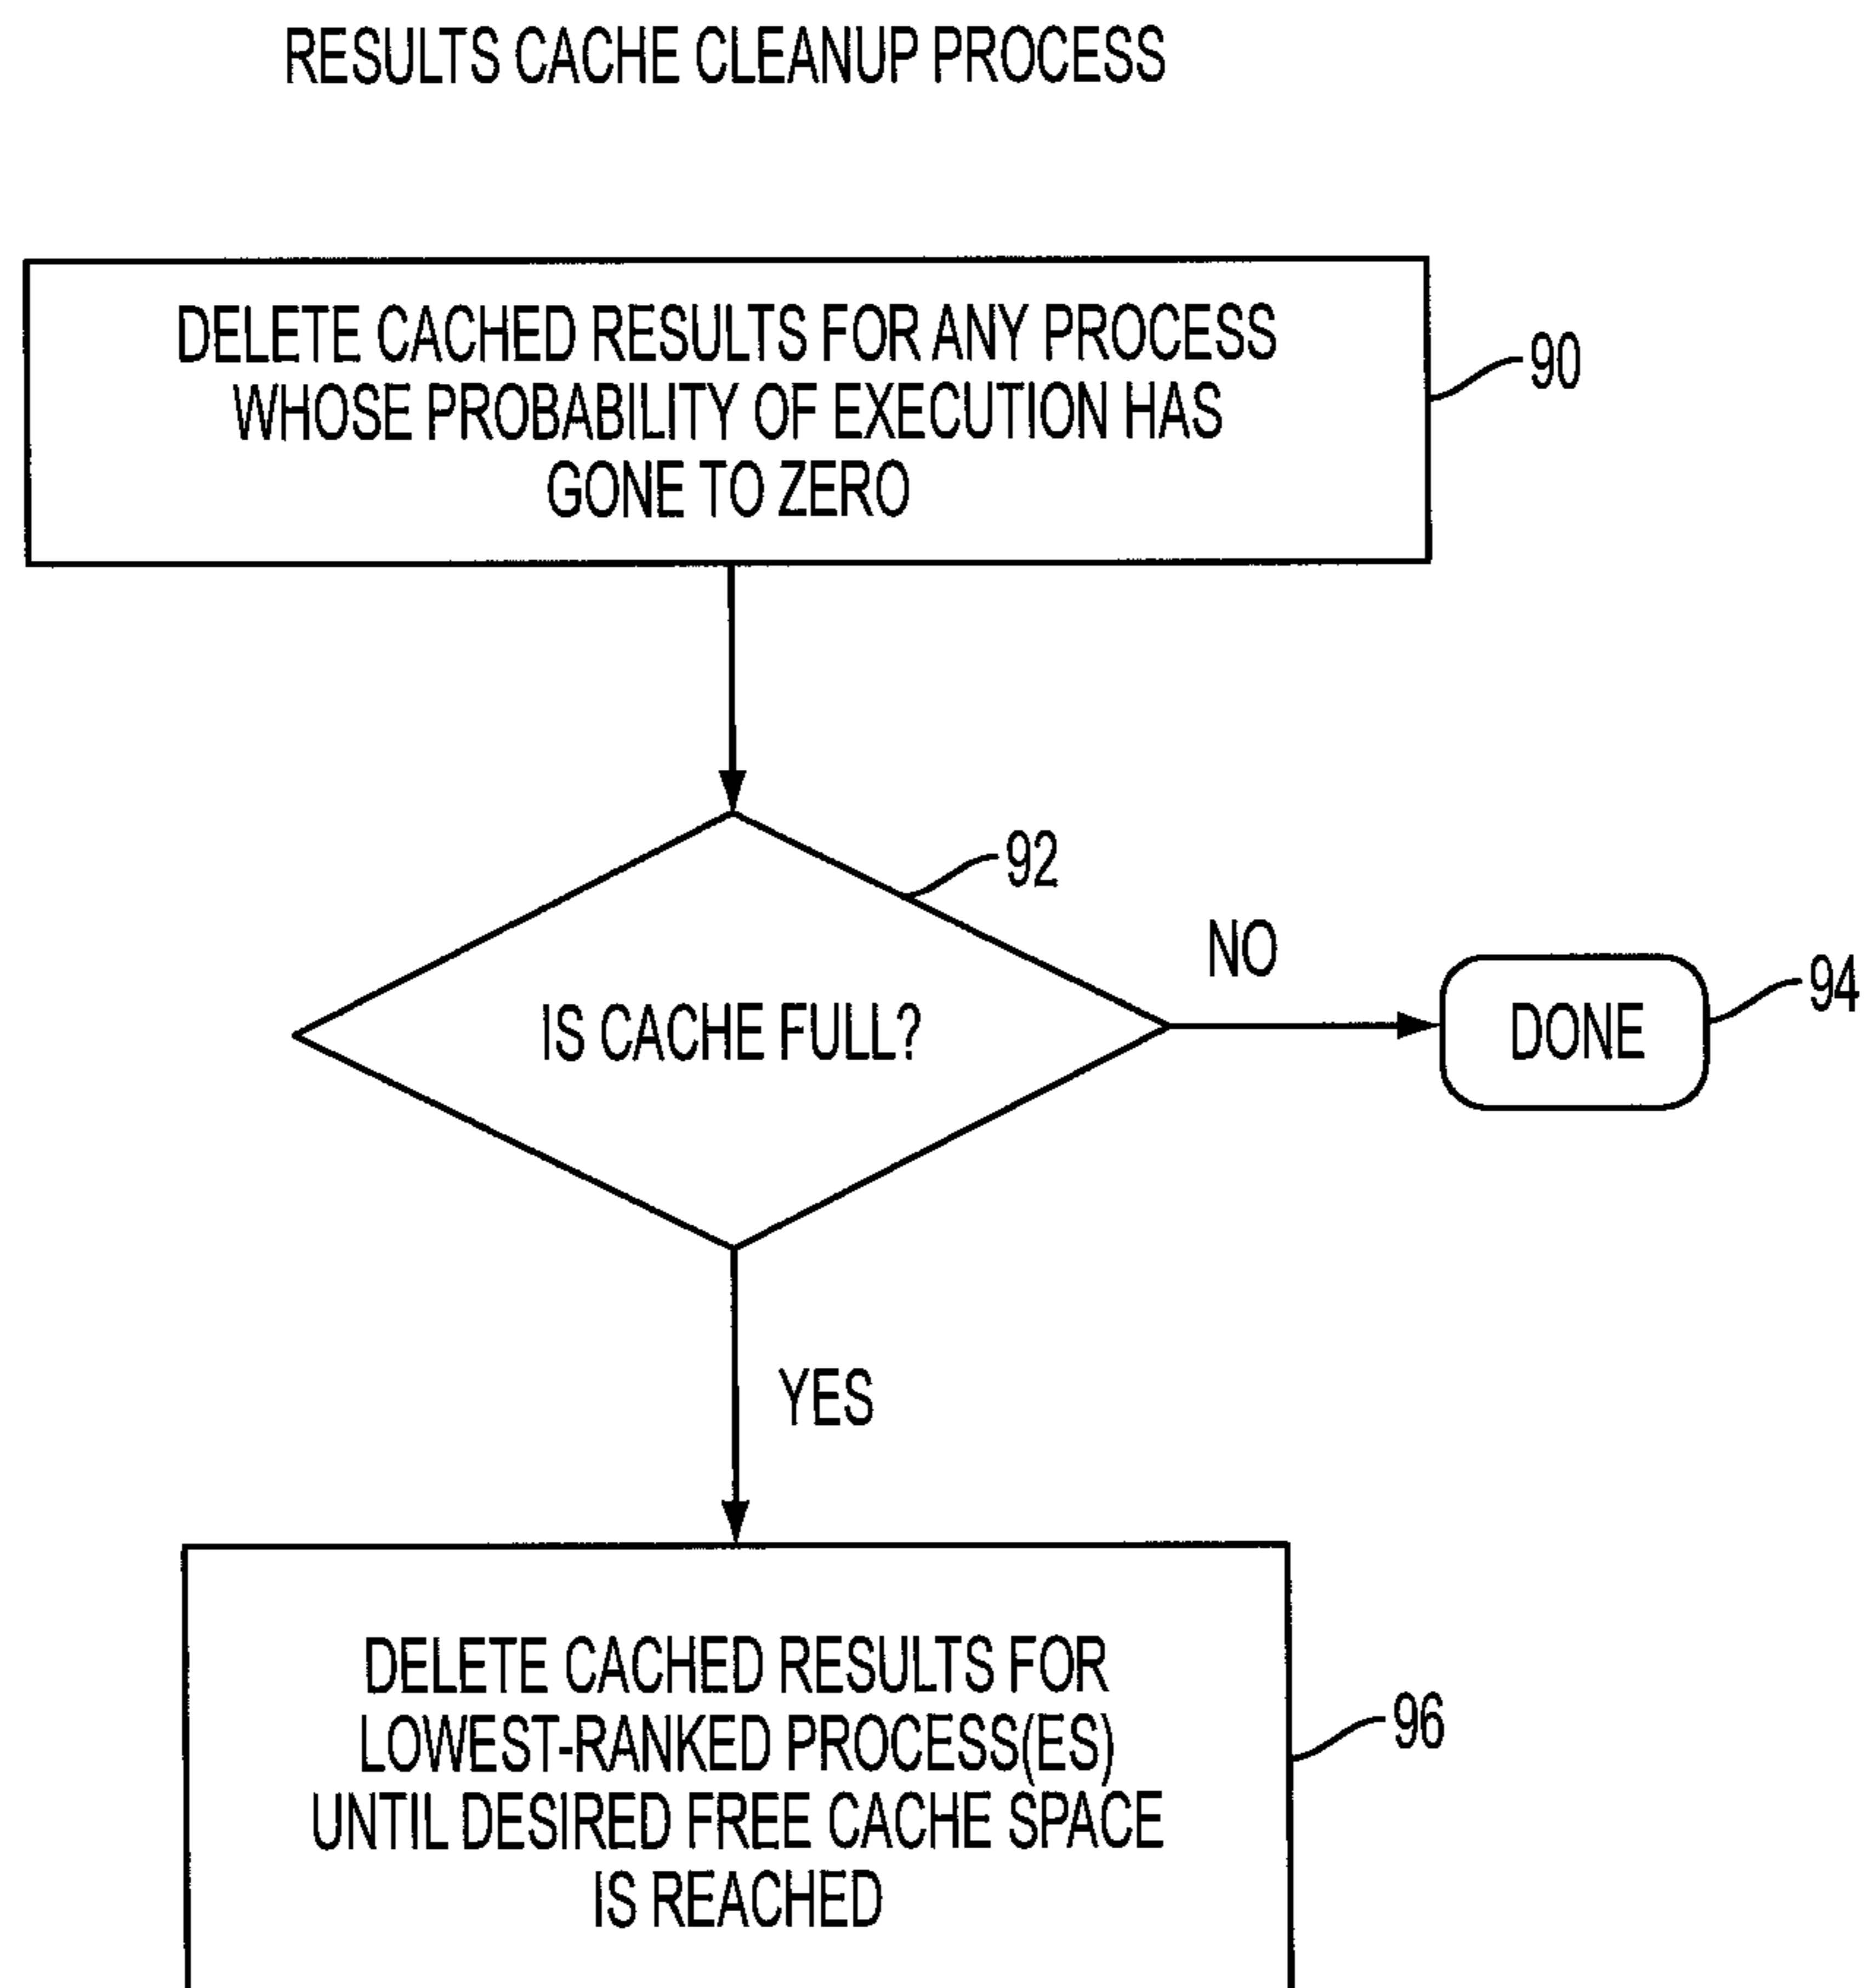 RESULTS CACHE CLEANUP PROCESS
DELETE CACHED RESULTS FOR ANY PROCESS
WHOSE PROBABILITY OF EXECUTION HAS
GONE TO ZERO
90
92
IS CACHE FULL?
NO
DONE
94
YES
DELETE CACHED RESULTS FOR
LOWEST-RANKED PROCESS(ES)
UNTIL DESIRED FREE CACHE SPACE
IS REACHED
96